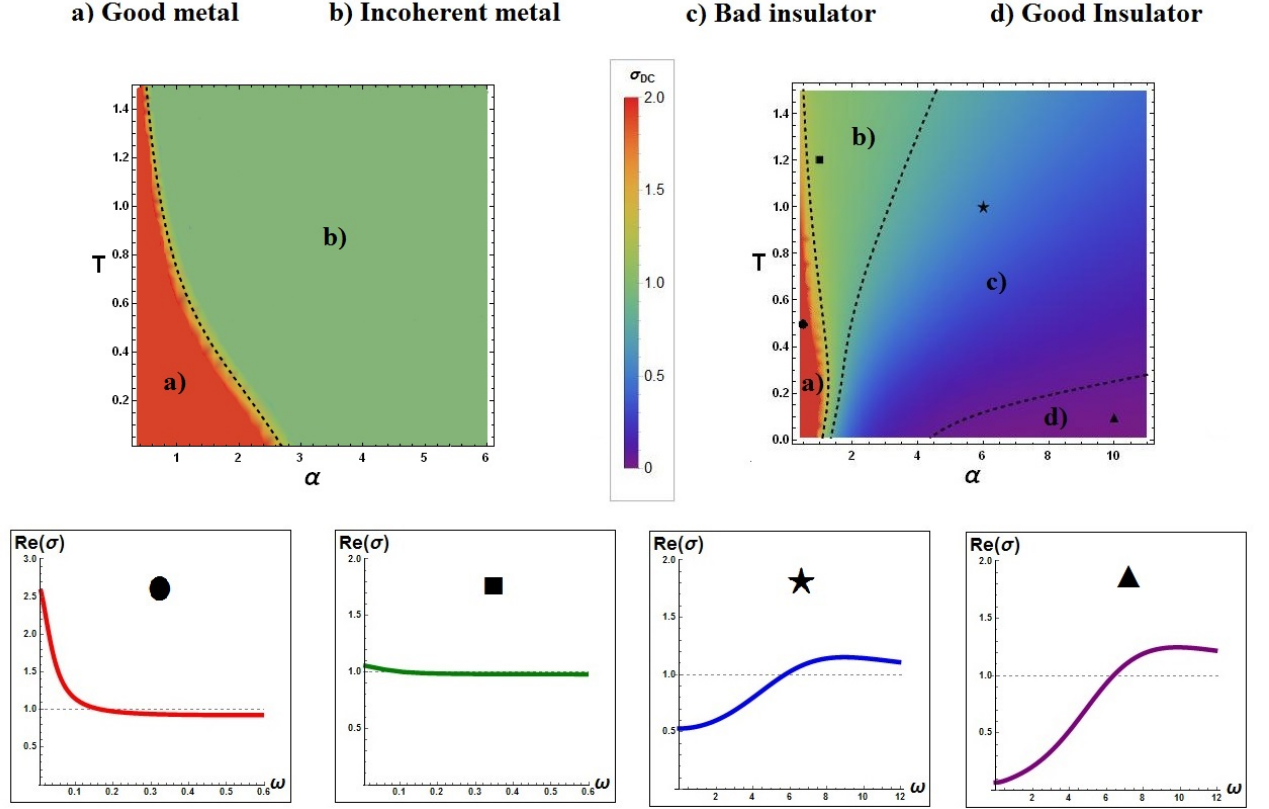 a) Good metal b) Incoherent metal c) Bad insulator d) Good Insulator
σDC
2.0
1.5
1.0
0.5
0
1.4
1.2
1.0
0.8
0.6
0.4
0.2
T
a)
b)
1 2 3 4 5 6
α
1.4
1.2
1.0
0.8
0.6
0.4
0.2
0.0
T
b)
c)
a)
d)
2 4 6 8 10
α
Re(σ)
3.0
2.5
2.0
1.5
1.0
0.5
0.1 0.2 0.3 0.4 0.5 0.6
ω
Re(σ)
2.0
1.5
1.0
0.5
0.1 0.2 0.3 0.4 0.5 0.6
ω
Re(σ)
2.0
1.5
1.0
0.5
2 4 6 8 10 12
ω
Re(σ)
2.0
1.5
1.0
0.5
2 4 6 8 10 12
ω